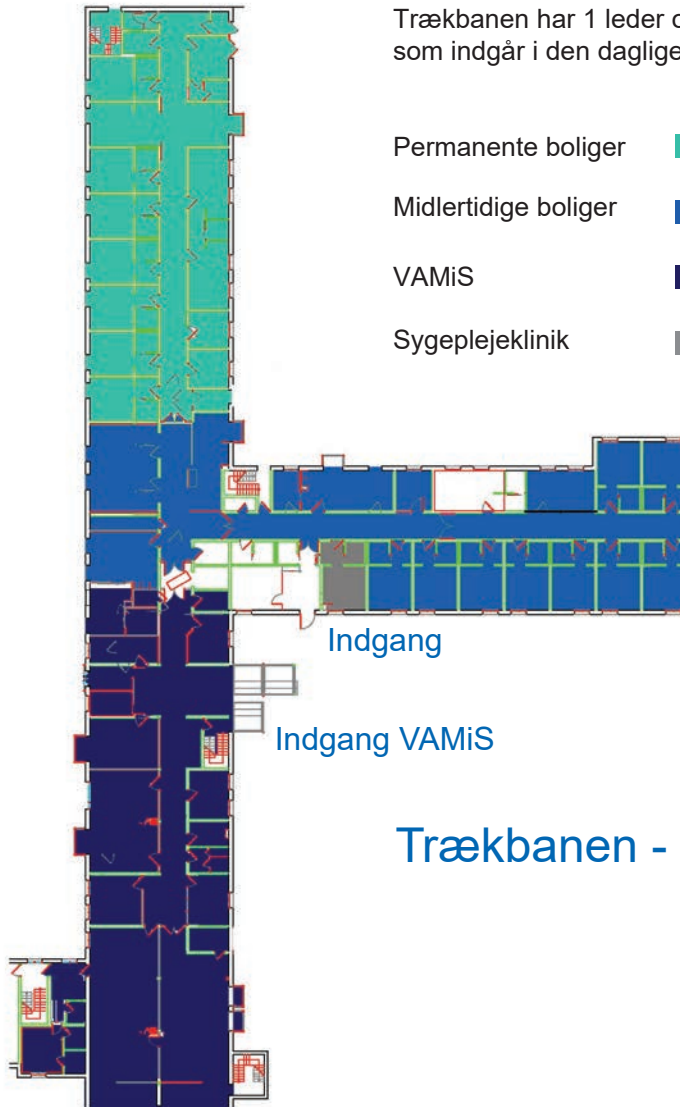 Trækbanen har 1 leder
som indgår i den daglige
Permanente boliger
Midlertidige boliger
VAMiS
Sygeplejeklinik
Indgang
Indgang VAMiS
Trækbanen -